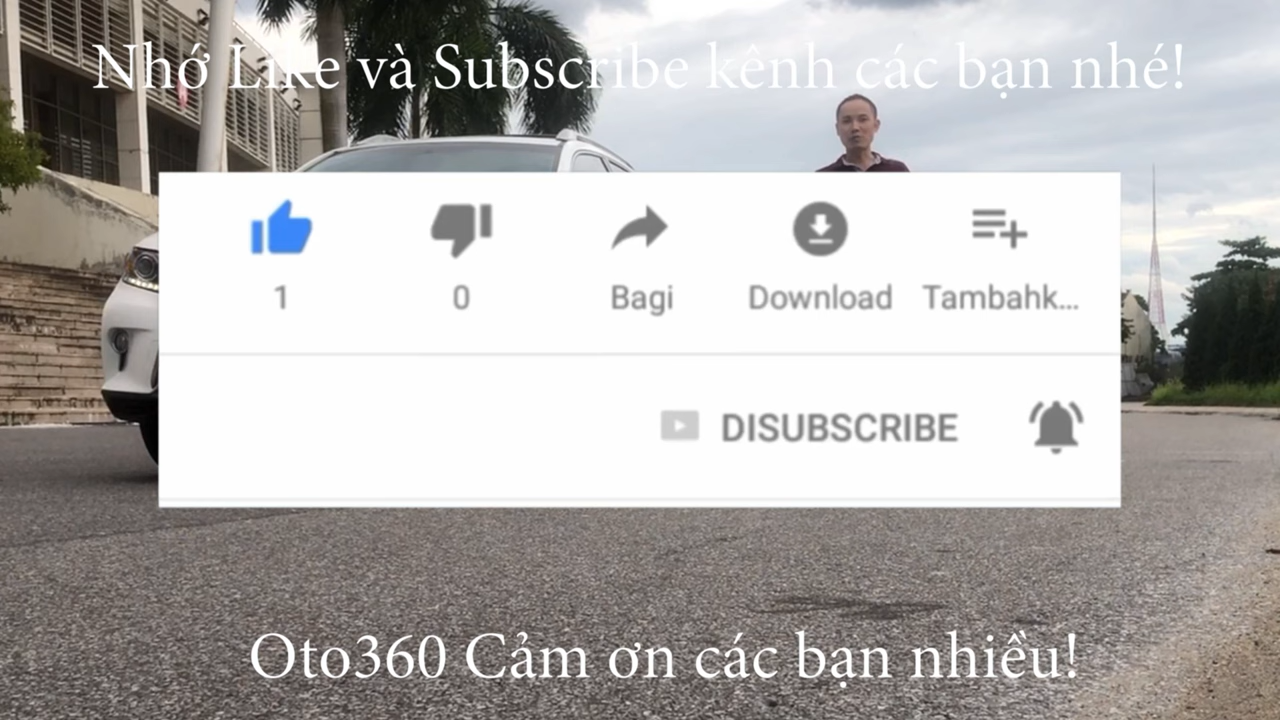 Nhớ Like và Subscribe kênh các bạn nhé!
1
0
Bagi
Download
Tambahk...
DISUBSCRIBE
Oto360 Cảm ơn các bạn nhiều!